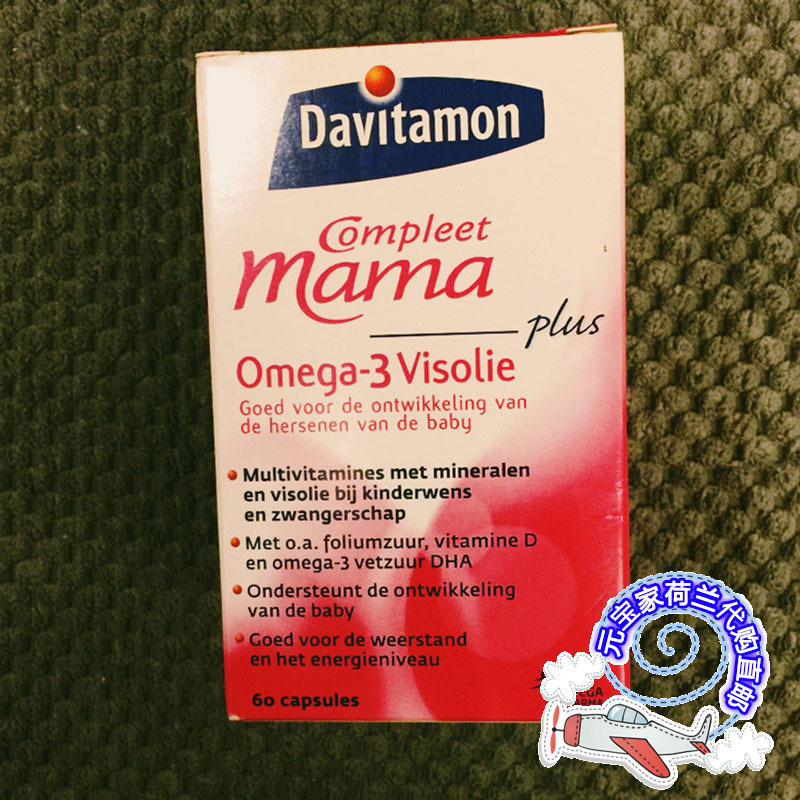 Davitamon
Compleet
mama
plus
Omega-3 Visolie
Goed voor de ontwikkeling van
de hersenen van de baby
Multivitamines met mineralen
en visolie bij kinderwens
en zwangerschap
Met o.a. foliumzuur, vitamine D
en omega-3 vetzuur DHA
Ondersteunt de ontwikkeling
van de baby
Goed voor de weerstand
en het energieniveau
60 capsules
元宝家荷兰代购直邮